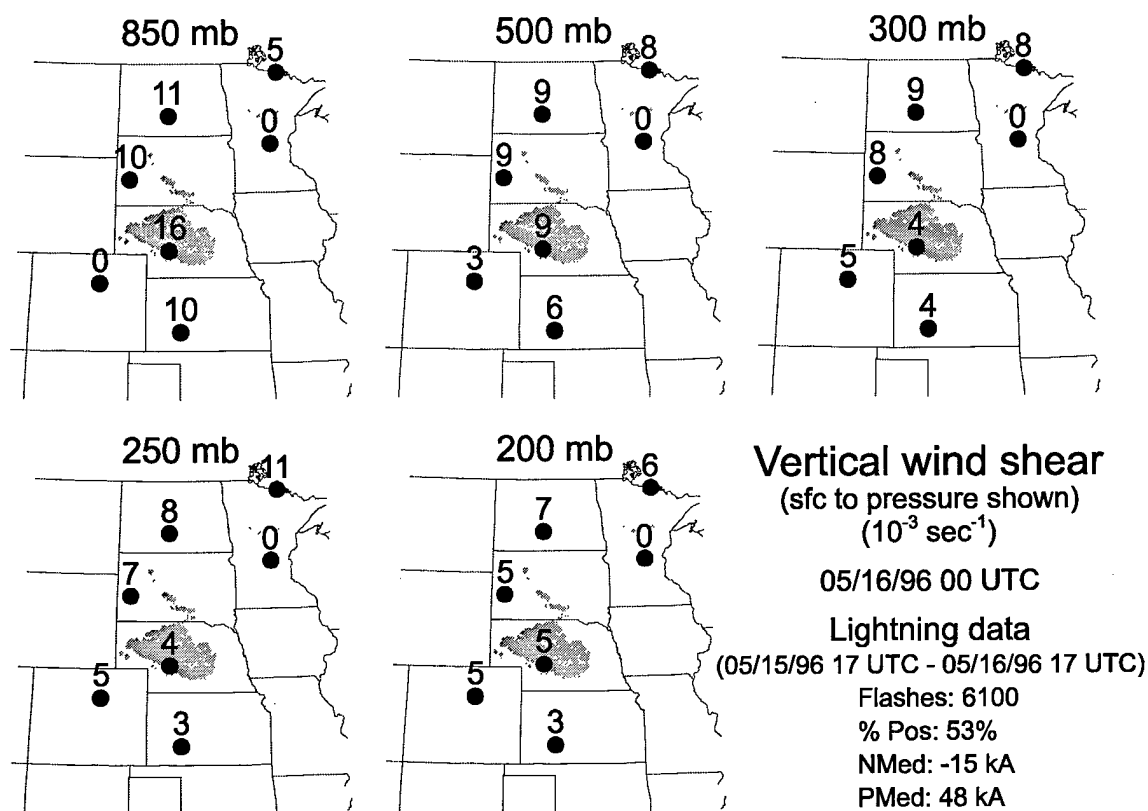 850 mb
5
11
0
10
16
0
10
500 mb
8
9
0
9
9
3
6
300 mb
8
9
0
8
4
5
4
250 mb
11
8
0
7
4
5
3
200 mb
6
7
0
5
5
5
3
Vertical wind shear
(sfc to pressure shown)
(10⁻³ sec⁻¹)
05/16/96 00 UTC
Lightning data
(05/15/96 17 UTC - 05/16/96 17 UTC)
Flashes: 6100
% Pos: 53%
NMed: -15 kA
PMed: 48 kA